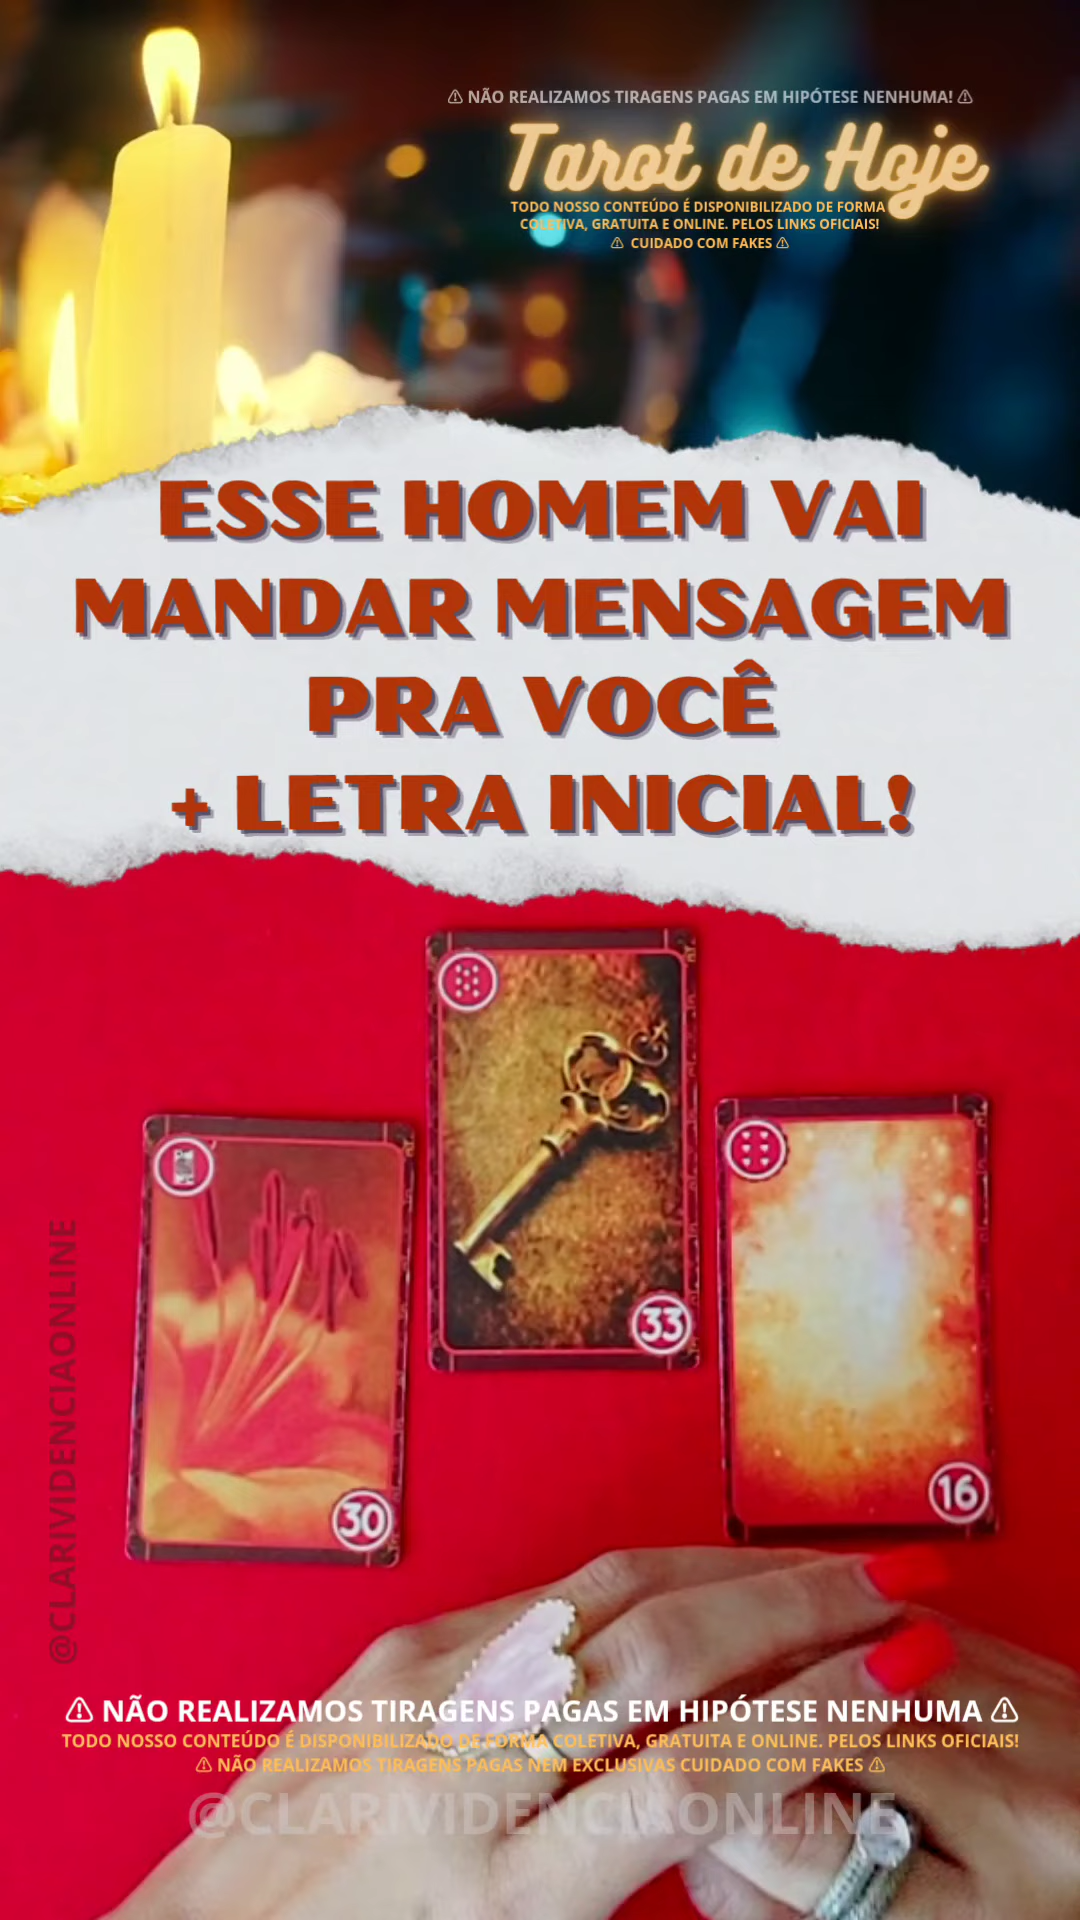 ⚠ NÃO REALIZAMOS TIRAGENS PAGAS EM HIPÓTESE NENHUMA! ⚠
Tarot de Hoje
TODO NOSSO CONTEÚDO É DISPONIBILIZADO DE FORMA
COLETIVA, GRATUITA E ONLINE. PELOS LINKS OFICIAIS!
⚠ CUIDADO COM FAKES ⚠
ESSE HOMEM VAI
MANDAR MENSAGEM
PRA VOCÊ
+ LETRA INICIAL!
33
30
16
@CLARIVIDENCIAONLINE
⚠ NÃO REALIZAMOS TIRAGENS PAGAS EM HIPÓTESE NENHUMA ⚠
TODO NOSSO CONTEÚDO É DISPONIBILIZADO DE FORMA COLETIVA, GRATUITA E ONLINE. PELOS LINKS OFICIAIS!
⚠ NÃO REALIZAMOS TIRAGENS PAGAS NEM EXCLUSIVAS CUIDADO COM FAKES ⚠
@CLARIVIDENCIAONLINE